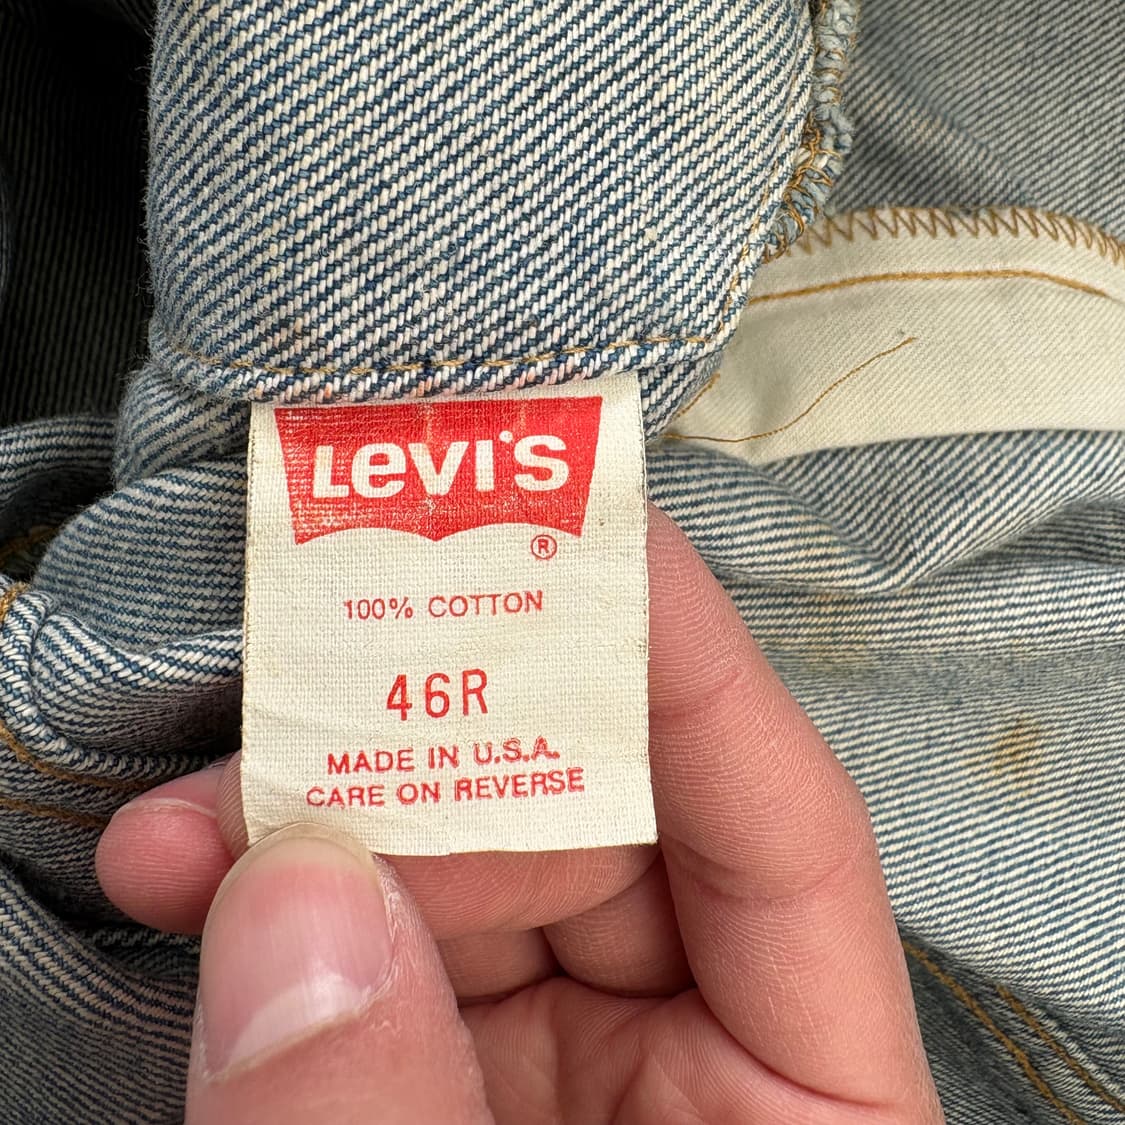 LEVI'S
®
100% COTTON
46R
MADE IN U.S.A.
CARE ON REVERSE